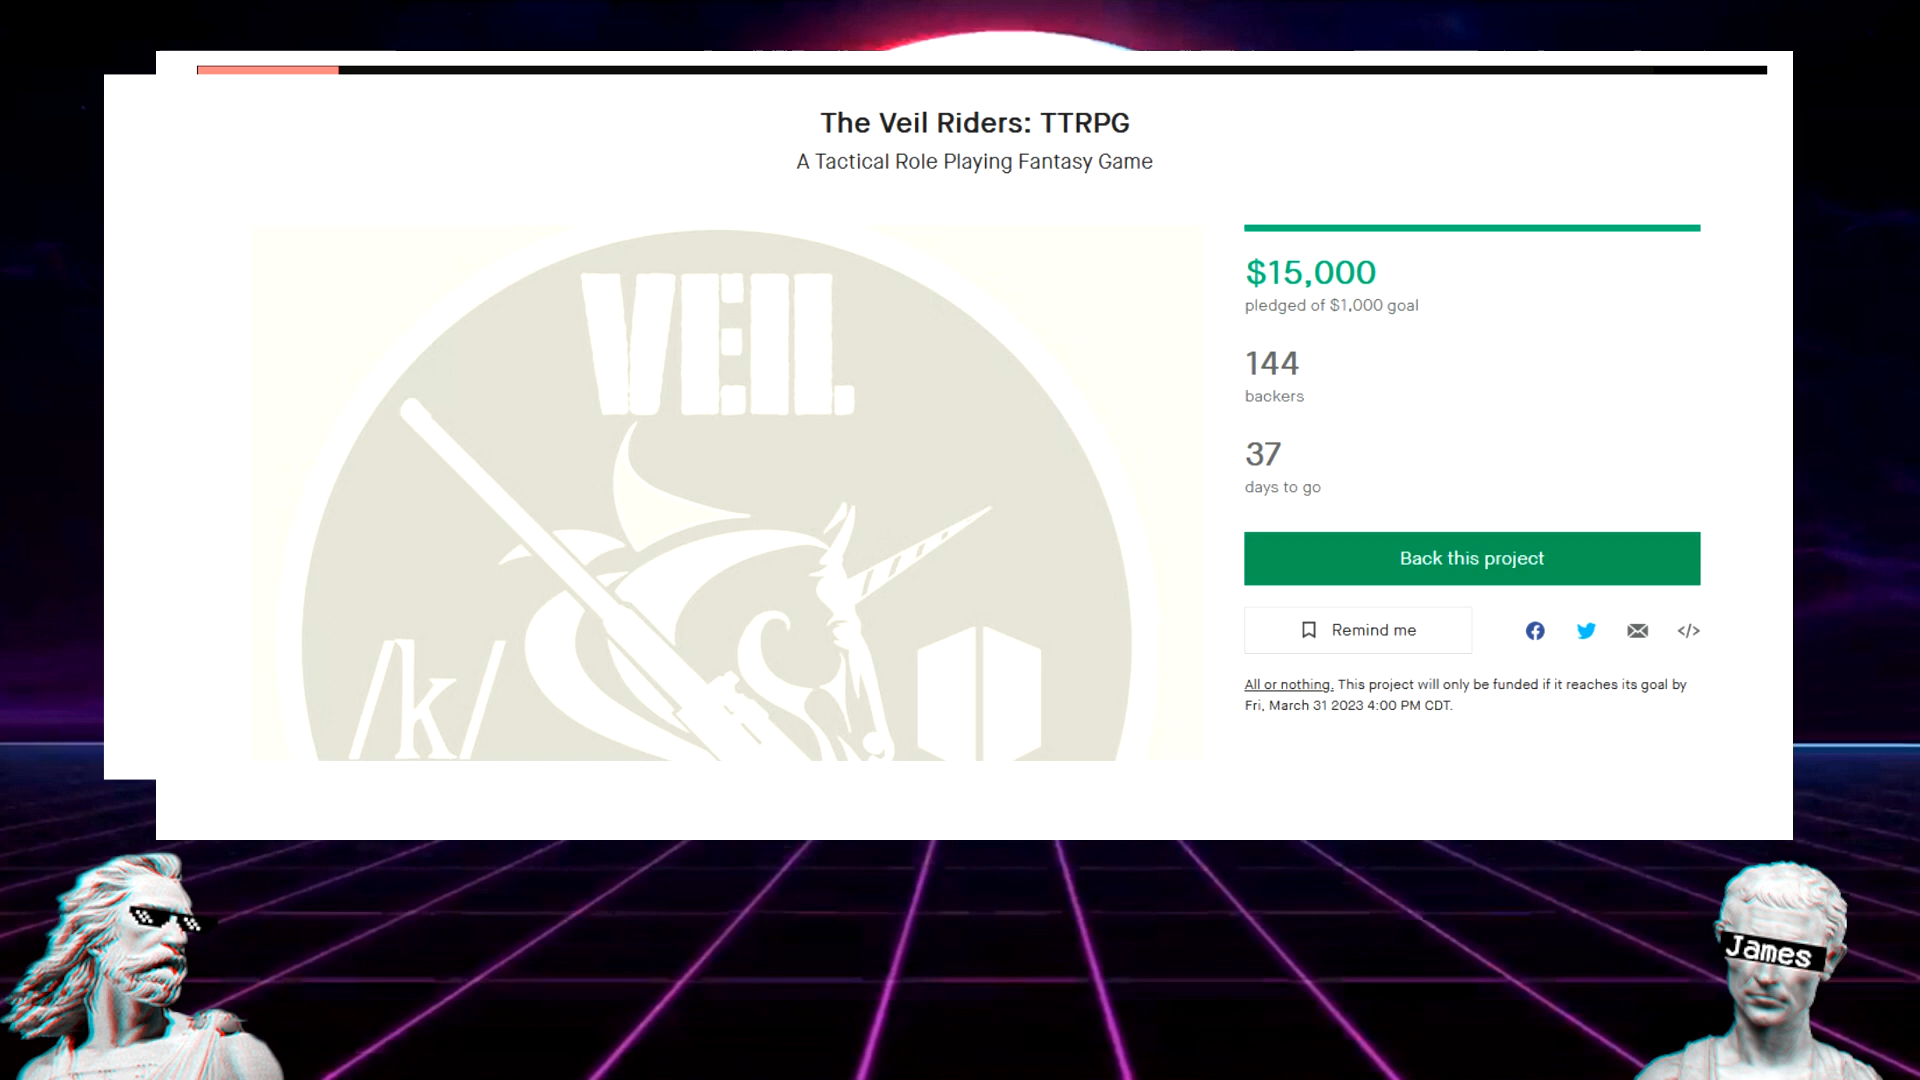 The Veil Riders: TTRPG
A Tactical Role Playing Fantasy Game
VEIL
/k/
$15,000
pledged of $1,000 goal
144
backers
37
days to go
Back this project
Remind me
</>
All or nothing. This project will only be funded if it reaches its goal by
Fri, March 31 2023 4:00 PM CDT.
James